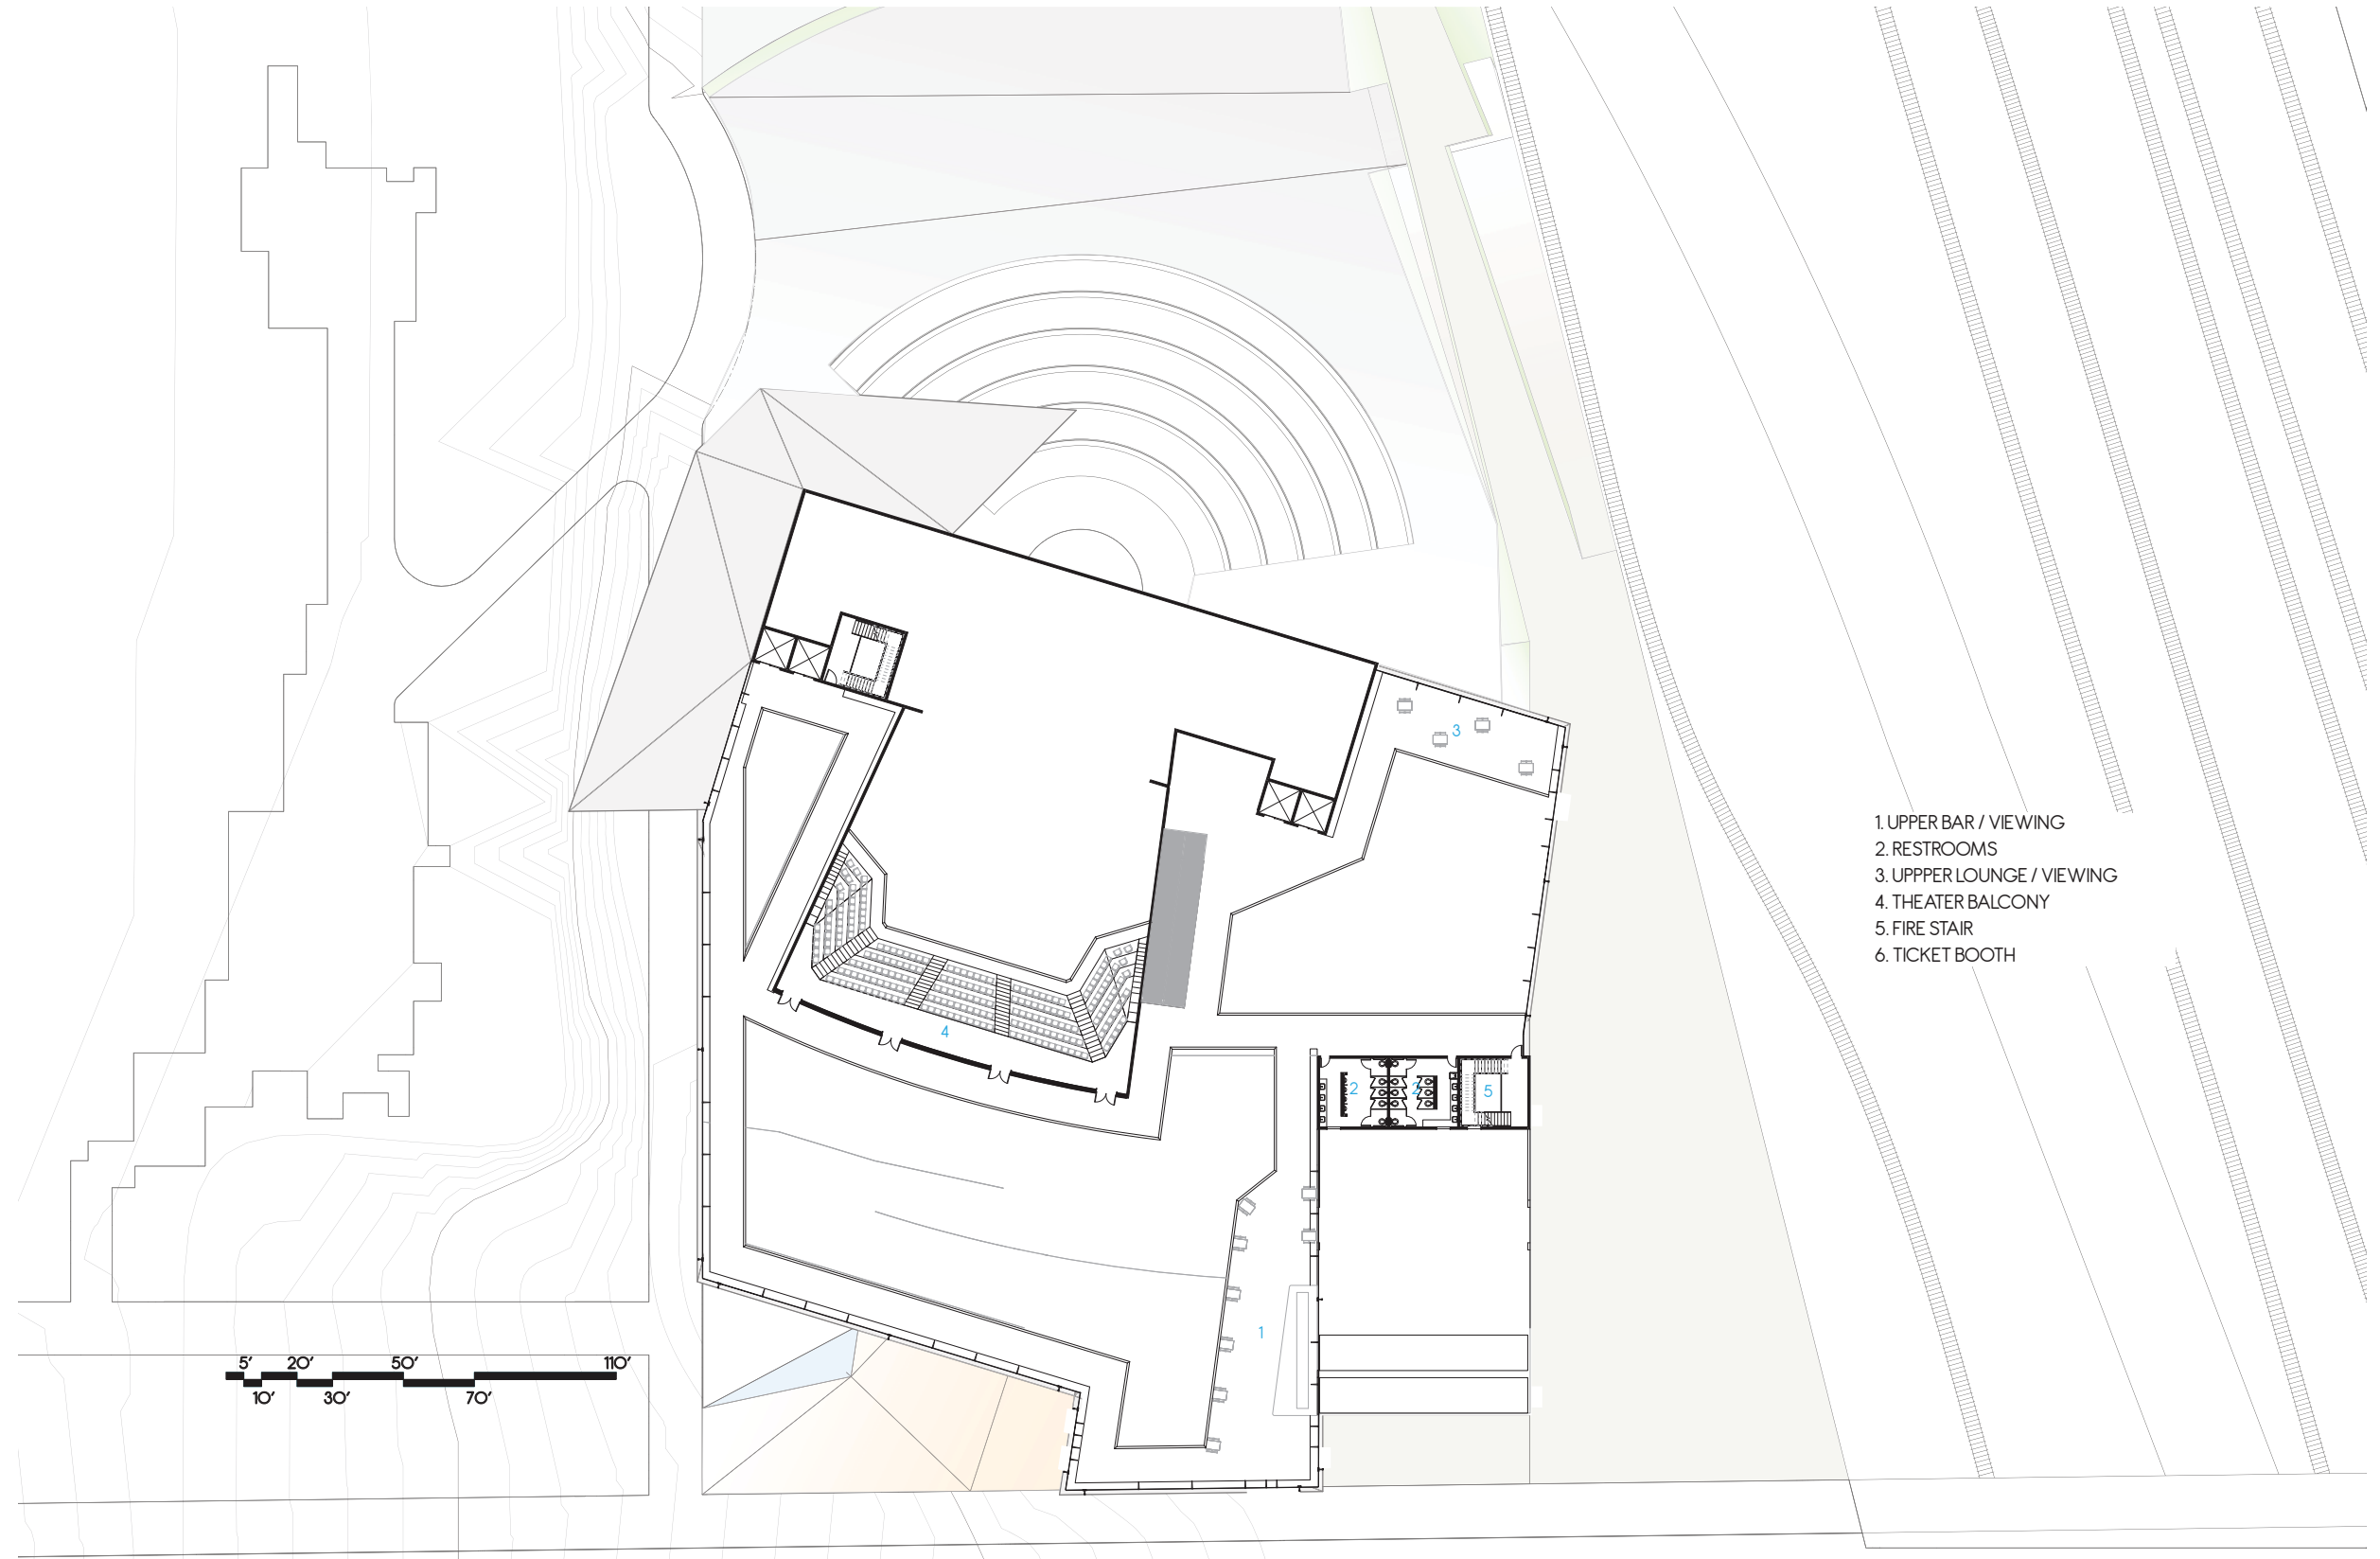 3
1. UPPER BAR / VIEWING
2. RESTROOMS
3. UPPPER LOUNGE / VIEWING
4. THEATER BALCONY
5. FIRE STAIR
6. TICKET BOOTH
4
2 2 5
1
5' 20' 50' 110'
10' 30' 70'